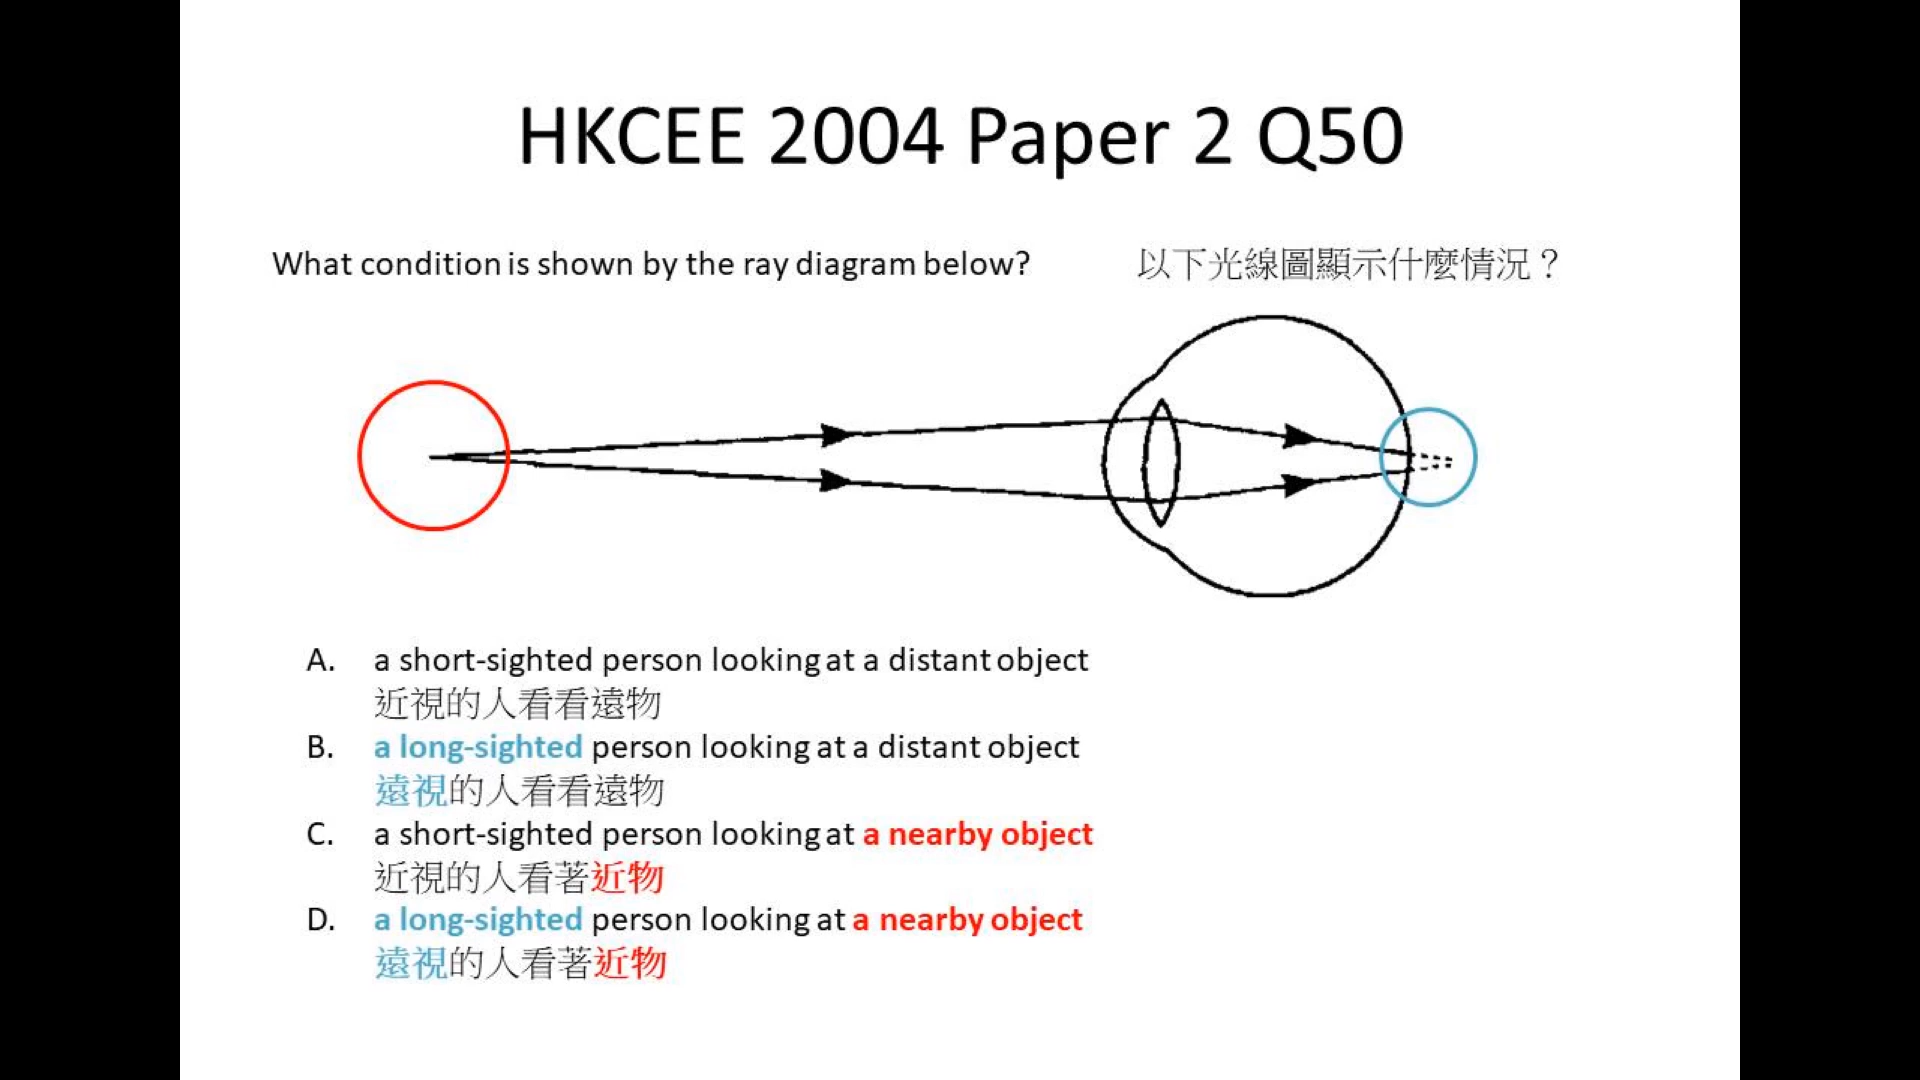 HKCEE 2004 Paper 2 Q50
What condition is shown by the ray diagram below? 以下光線圖顯示什麼情況？
A. a short-sighted person looking at a distant object
近視的人看看遠物
B. a long-sighted person looking at a distant object
遠視的人看看遠物
C. a short-sighted person looking at a nearby object
近視的人看著近物
D. a long-sighted person looking at a nearby object
遠視的人看著近物